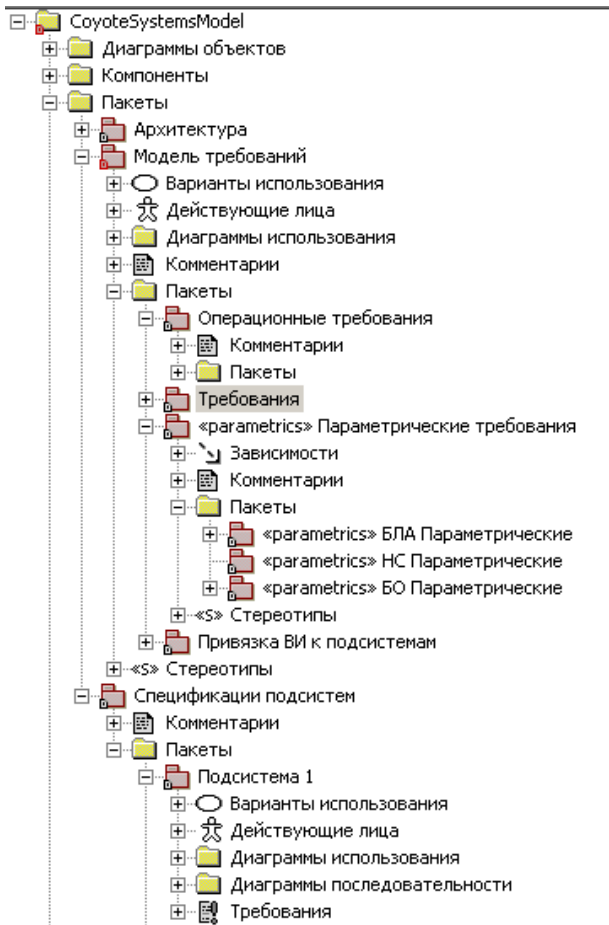 CoyoteSystemsModel
Диаграммы объектов
Компоненты
Пакеты
Архитектура
Модель требований
Варианты использования
Действующие лица
Диаграммы использования
Комментарии
Пакеты
Операционные требования
Комментарии
Пакеты
Требования
«parametrics» Параметрические требования
Зависимости
Комментарии
Пакеты
«parametrics» БЛА Параметрические
«parametrics» НС Параметрические
«parametrics» БО Параметрические
«S» Стереотипы
Привязка ВИ к подсистемам
«S» Стереотипы
Спецификации подсистем
Комментарии
Пакеты
Подсистема 1
Варианты использования
Действующие лица
Диаграммы использования
Диаграммы последовательности
Требования